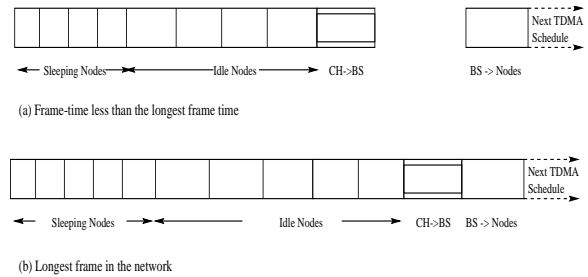 Next TDMA
Schedule
Sleeping Nodes
Idle Nodes
CH->BS
BS -> Nodes
(a) Frame-time less than the longest frame time
Next TDMA
Schedule
Sleeping Nodes
Idle Nodes
CH->BS
BS -> Nodes
(b) Longest frame in the network